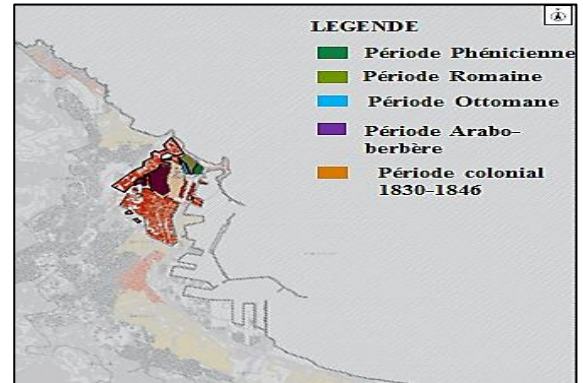 LEGENDE
Période Phénicienne
Période Romaine
Période Ottomane
Période Arabo-
berbère
Période colonial
1830-1846